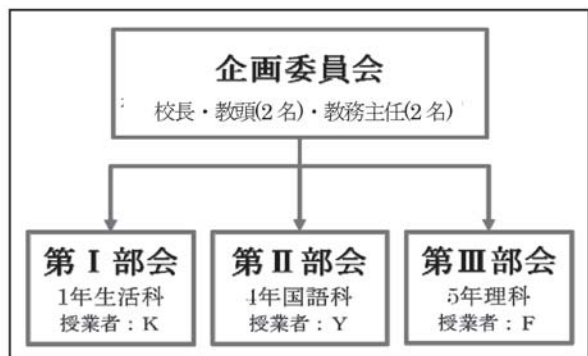 企画委員会
校長・教頭(2名)・教務主任(2名)
第Ⅰ部会
1年生活科
授業者：K
第Ⅱ部会
4年国語科
授業者：Y
第Ⅲ部会
5年理科
授業者：F